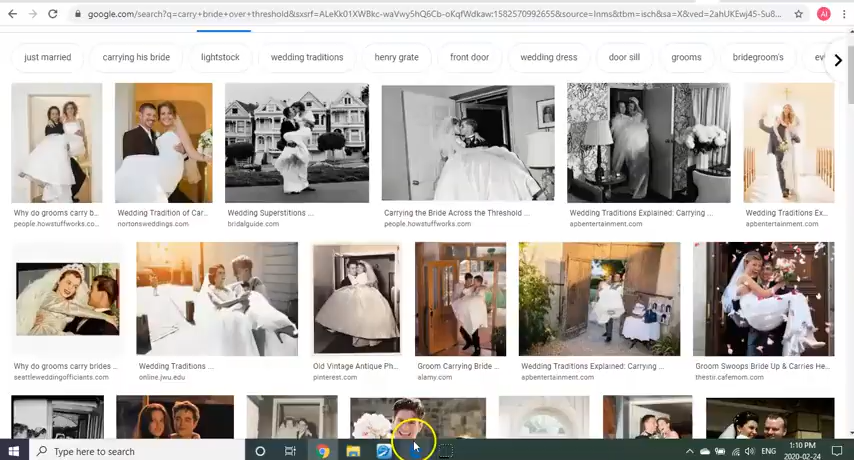 google.com/search?q=carry+bride+over+threshold&sxsrf=ALeKk01XWBkc-waVwy5hQ6Cb-oKqfWdkaw:1582570992655&source=lnms&tbm=isch&sa=X&ved=2ahUKEwj45-5u8...
AI
just married
carrying his bride
lightstock
wedding traditions
henry grate
front door
wedding dress
door sill
grooms
bridegroom's
Why do grooms carry b...
people.howstuffworks.co...
Wedding Tradition of Car...
nortonsweddings.com
Wedding Superstitions ...
bridalguide.com
Carrying the Bride Across the Threshold ...
people.howstuffworks.com
Wedding Traditions Explained: Carrying ...
apbentertainment.com
Wedding Traditions Ex...
apbentertainment.com
Why do grooms carry brides ...
seattleweddingofficiants.com
Wedding Traditions ...
online.jwu.edu
Old Vintage Antique Ph...
pinterest.com
Groom Carrying Bride ...
alamy.com
Wedding Traditions Explained: Carrying ...
apbentertainment.com
Groom Swoops Bride Up & Carries He...
thestir.cafemom.com
Type here to search
ENG
1:10 PM
2020-02-24